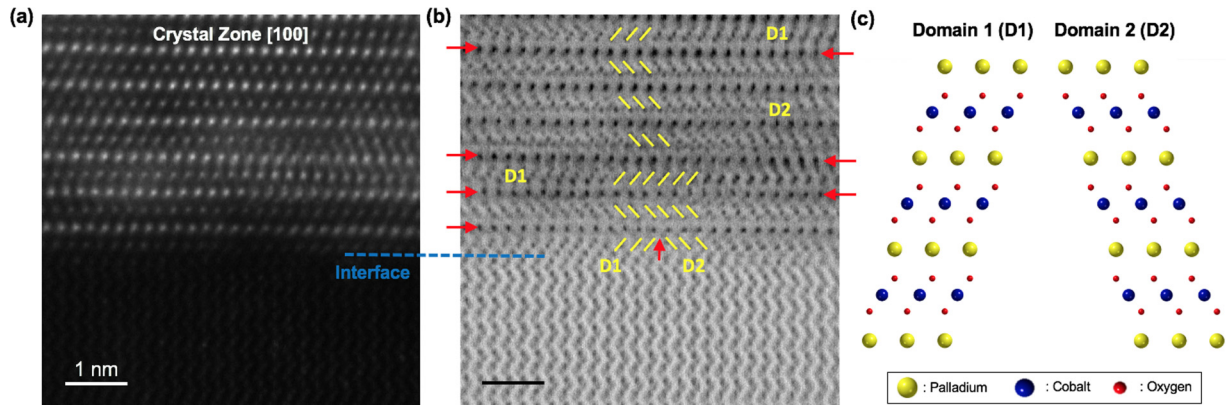 (a)
Crystal Zone [100]
Interface
1 nm
(b)
D1
D2
D1
D1
D2
(c)
Domain 1 (D1) Domain 2 (D2)
: Palladium : Cobalt : Oxygen